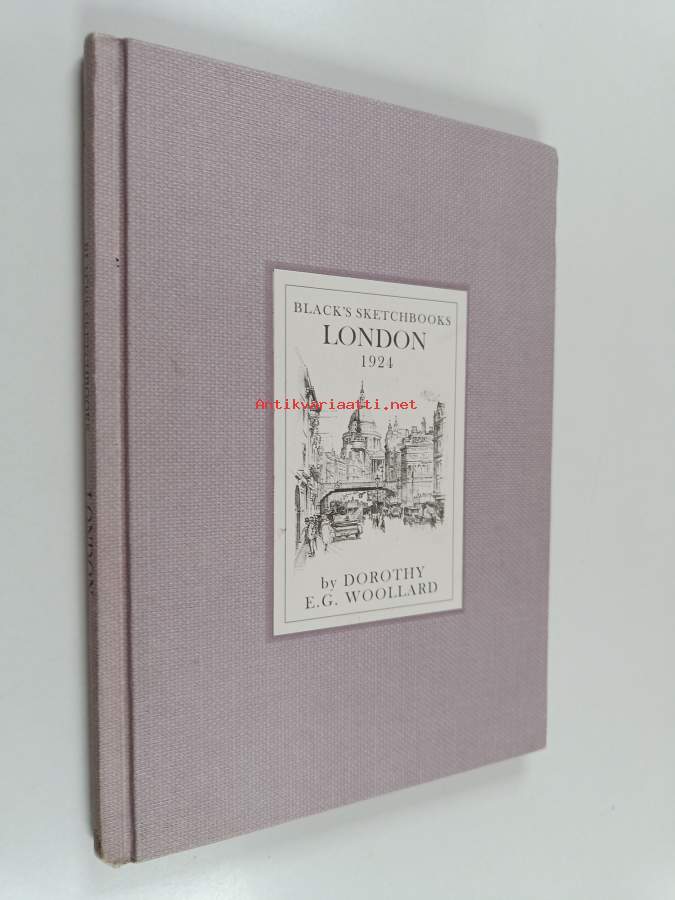 BLACK'S SKETCHBOOKS
LONDON
1924
Antikvariaatti.net
by DOROTHY
E.G. WOOLLARD
LONDON